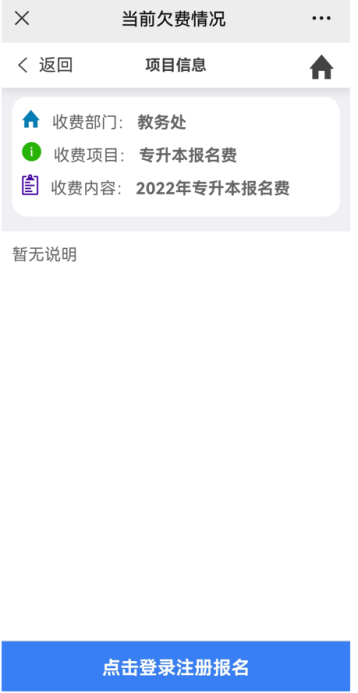 当前欠费情况
返回 项目信息
收费部门： 教务处
收费项目： 专升本报名费
收费内容： 2022年专升本报名费
暂无说明
点击登录注册报名